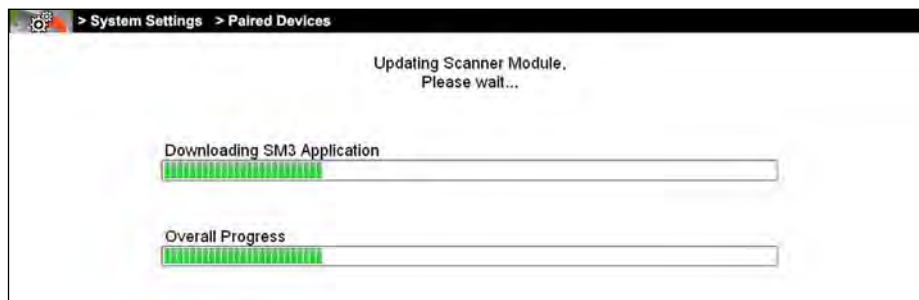 > System Settings > Paired Devices
Updating Scanner Module.
Please wait...
Downloading SM3 Application
Overall Progress